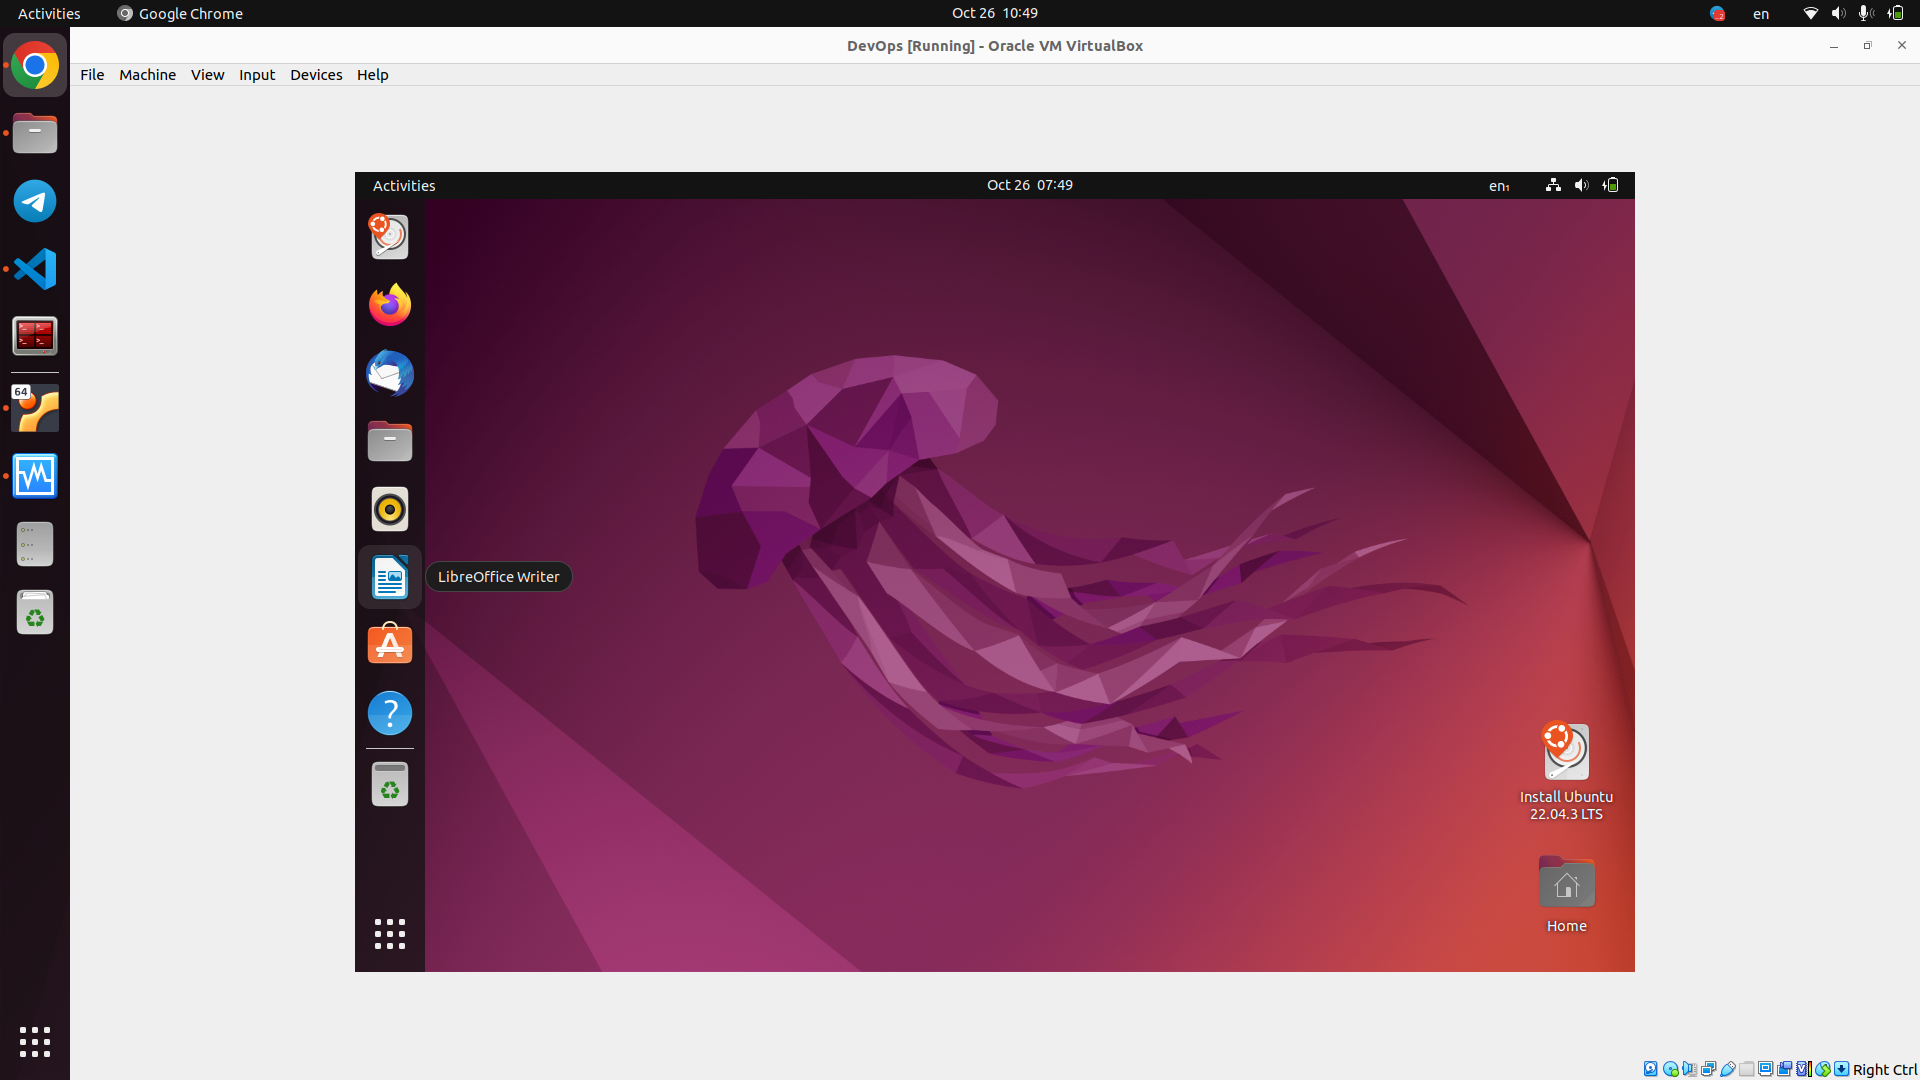 Activities
Google Chrome
Oct 26 10:49
en
DevOps [Running] - Oracle VM VirtualBox
File Machine View Input Devices Help
Activities
Oct 26 07:49
en₁
64
LibreOffice Writer
Install Ubuntu
22.04.3 LTS
Home
Right Ctrl